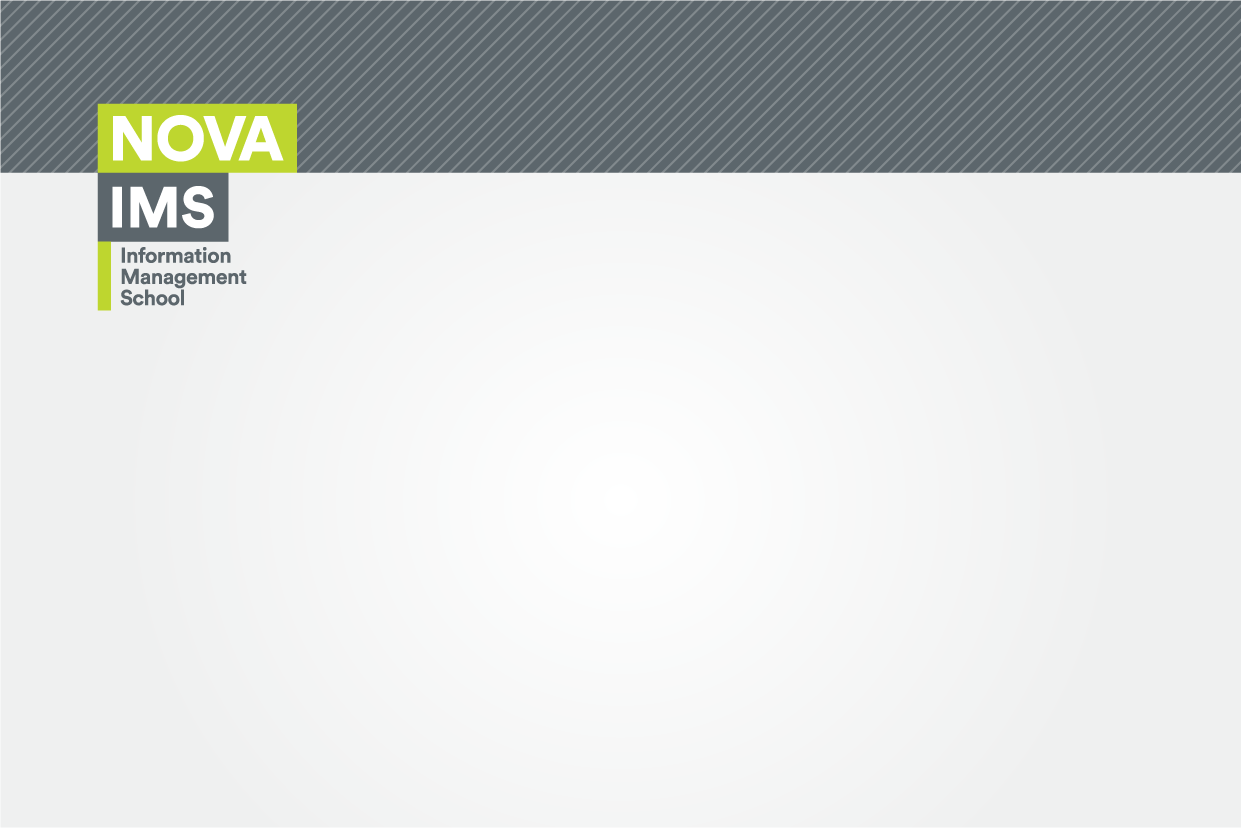 NOVA
IMS
Information
Management
School